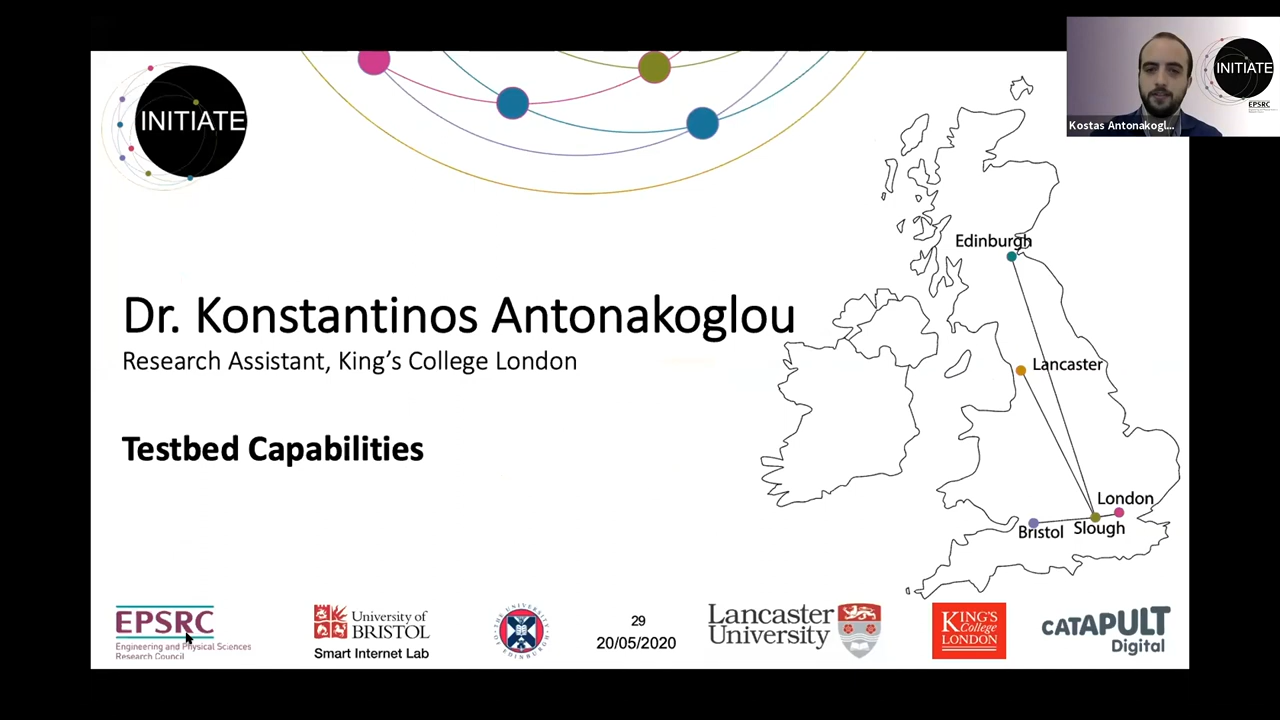 INITIATE
INITIATE
EPSRC
Kostas Antonakogl...
Edinburgh
Dr. Konstantinos Antonakoglou
Research Assistant, King's College London
Lancaster
Testbed Capabilities
London
Bristol
Slough
EPSRC
Engineering and Physical Sciences
Research Council
University of
BRISTOL
Smart Internet Lab
29
20/05/2020
Lancaster
University
KING'S
College
LONDON
CATAPULT
Digital